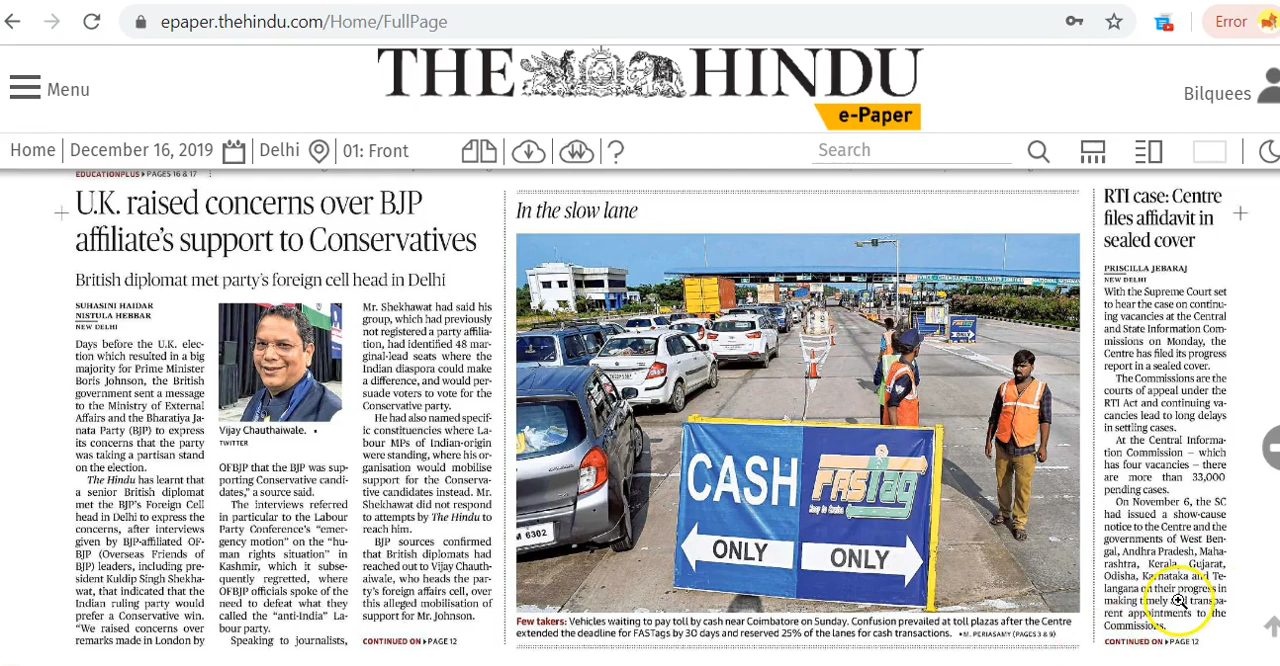 epaper.thehindu.com/Home/FullPage
Error
Menu
THE HINDU
e-Paper
Bilquees
Home
December 16, 2019
Delhi
01: Front
?
Search
EDUCATIONPLUS ▸ PAGES 16 & 17
U.K. raised concerns over BJP
affiliate's support to Conservatives
British diplomat met party's foreign cell head in Delhi
SUHASINI HAIDAR
NISTULA HEBBAR
NEW DELHI
Days before the U.K. elec-
tion which resulted in a big
majority for Prime Minister
Boris Johnson, the British
government sent a message
to the Ministry of External
Affairs and the Bharatiya Ja-
nata Party (BJP) to express
its concerns that the party
was taking a partisan stand
on the election.
The Hindu has learnt that
a senior British diplomat
met the BJP's Foreign Cell
head in Delhi to express the
concerns, after interviews
given by BJP-affiliated OF-
BJP (Overseas Friends of
BJP) leaders, including pre-
sident Kuldip Singh Shekha-
wat, that indicated that the
Indian ruling party would
prefer a Conservative win.
"We raised concerns over
remarks made in London by
Vijay Chauthaiwale. •
TWITTER
OFBJP that the BJP was sup-
porting Conservative candi-
dates," a source said.
The interviews referred
in particular to the Labour
Party Conference's "emer-
gency motion" on the "hu-
man rights situation" in
Kashmir, which it subse-
quently regretted, where
OFBJP officials spoke of the
need to defeat what they
called the "anti-India" La-
bour party.
Speaking to journalists,
Mr. Shekhawat had said his
group, which had previously
not registered a party affilia-
tion, had identified 48 mar-
ginal-lead seats where the
Indian diaspora could make
a difference, and would per-
suade voters to vote for the
Conservative party.
He had also named specif-
ic constituencies where La-
bour MPs of Indian-origin
were standing, where his or-
ganisation would mobilise
support for the Conserva-
tive candidates instead. Mr.
Shekhawat did not respond
to attempts by The Hindu to
reach him.
BJP sources confirmed
that British diplomats had
reached out to Vijay Chauth-
aiwale, who heads the par-
ty's foreign affairs cell, over
this alleged mobilisation of
support for Mr. Johnson.
CONTINUED ON ▸ PAGE 12
In the slow lane
CASH
ONLY
FASTag
ONLY
M 6302
Few takers: Vehicles waiting to pay toll by cash near Coimbatore on Sunday. Confusion prevailed at toll plazas after the Centre
extended the deadline for FASTags by 30 days and reserved 25% of the lanes for cash transactions. • M. PERIASAMY (PAGES 3 & 9)
RTI case: Centre
files affidavit in
sealed cover
PRISCILLA JEBARAJ
NEW DELHI
With the Supreme Court set
to hear the case on continu-
ing vacancies at the Central
and State Information Com-
missions on Monday, the
Centre has filed its progress
report in a sealed cover.
The Commissions are the
courts of appeal under the
RTI Act and continuing va-
cancies lead to long delays
in settling cases.
At the Central Informa-
tion Commission – which
has four vacancies – there
are more than 33,000
pending cases.
On November 6, the SC
had issued a show-cause
notice to the Centre and the
governments of West Ben-
gal, Andhra Pradesh, Maha-
rashtra, Kerala, Gujarat,
Odisha, Karnataka and Te-
langana on their progress in
making timely and transpa-
rent appointments to the
Commissions.
CONTINUED ON ▸ PAGE 12